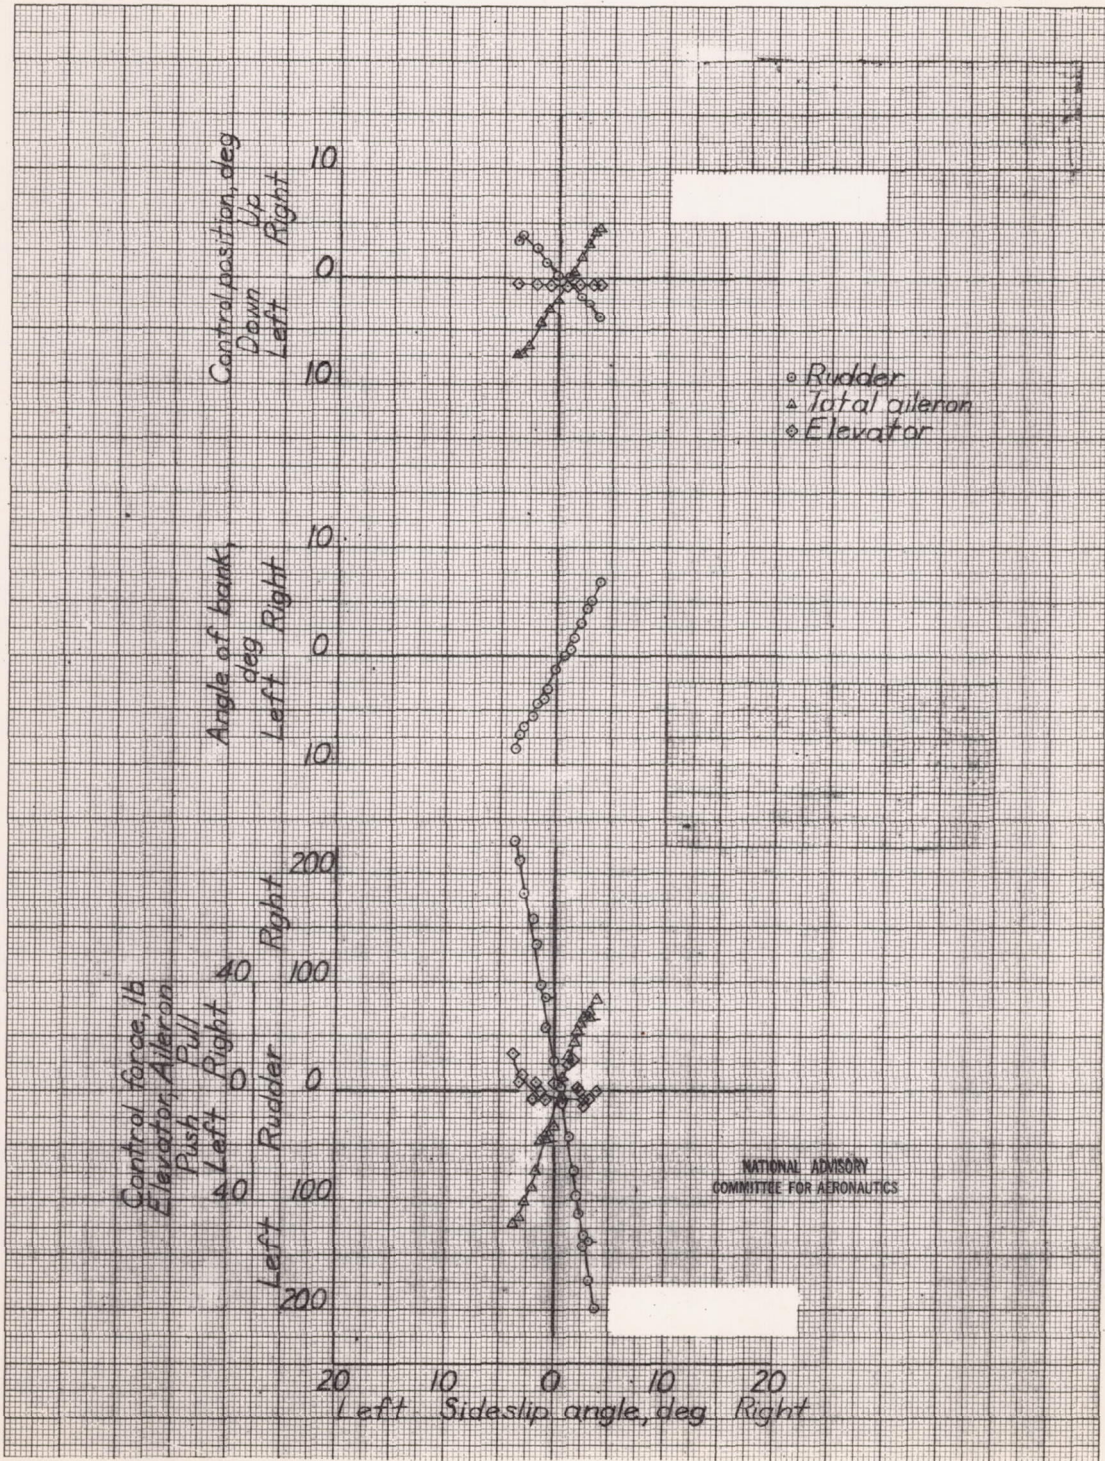 Control position, deg
Down Up
Left Right
10
0
10
Rudder
Total aileron
Elevator
Angle of bank,
deg
Left Right
10
0
10
Control force, lb
Elevator, Aileron
Push Pull
Left Right
40
0
40
Rudder
Left Right
200
100
0
100
200
NATIONAL ADVISORY
COMMITTEE FOR AERONAUTICS
20 10 0 10 20
Left Sideslip angle, deg Right